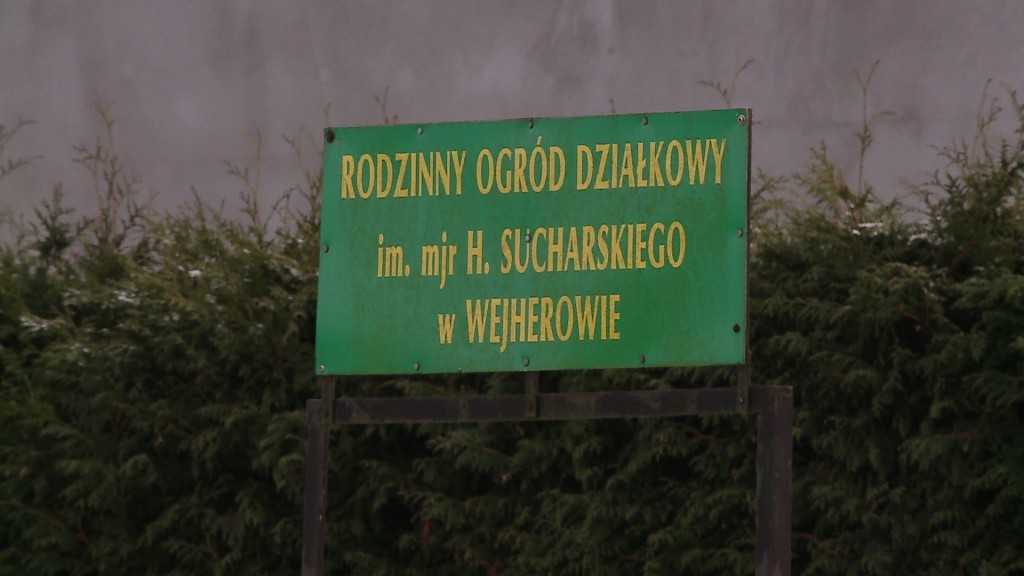 RODZINNY OGRÓD DZIAŁKOWY
im. mjr H. SUCHARSKIEGO
w WEJHEROWIE